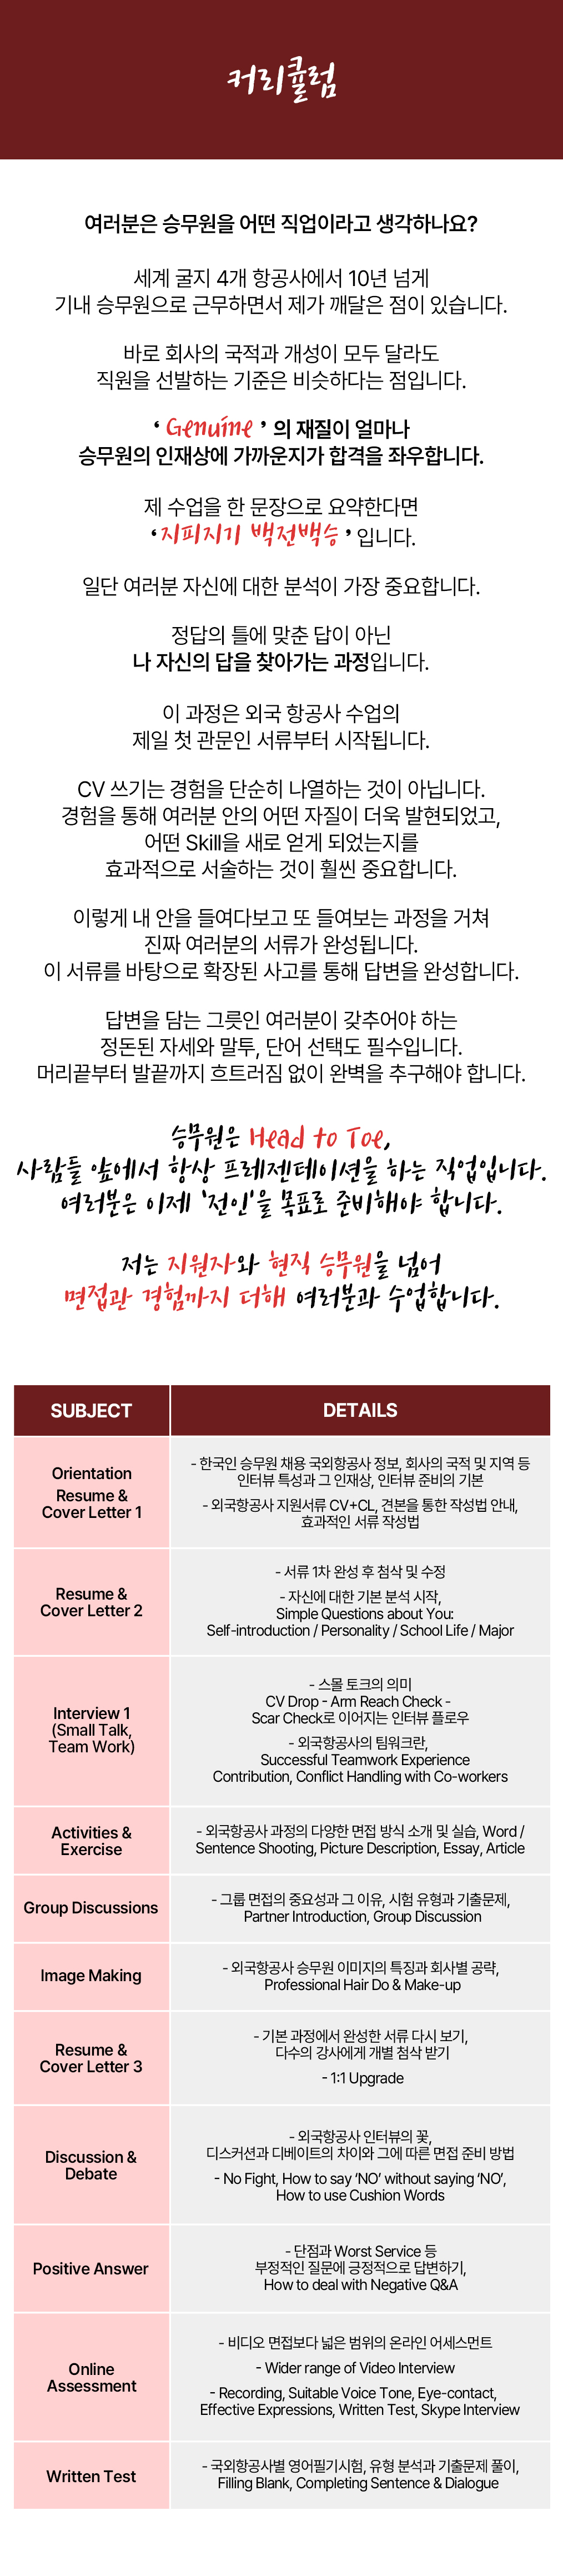 커리큘럼
여러분은 승무원을 어떤 직업이라고 생각하나요?
세계 굴지 4개 항공사에서 10년 넘게
기내 승무원으로 근무하면서 제가 깨달은 점이 있습니다.
바로 회사의 국적과 개성이 모두 달라도
직원을 선발하는 기준은 비슷하다는 점입니다.
‘ Genuine ’ 의 재질이 얼마나
승무원의 인재상에 가까운지가 합격을 좌우합니다.
제 수업을 한 문장으로 요약한다면
‘ 지피지기 백전백승 ’ 입니다.
일단 여러분 자신에 대한 분석이 가장 중요합니다.
정답의 틀에 맞춘 답이 아닌
나 자신의 답을 찾아가는 과정입니다.
이 과정은 외국 항공사 수업의
제일 첫 관문인 서류부터 시작됩니다.
CV 쓰기는 경험을 단순히 나열하는 것이 아닙니다.
경험을 통해 여러분 안의 어떤 자질이 더욱 발현되었고,
어떤 Skill을 새로 얻게 되었는지를
효과적으로 서술하는 것이 훨씬 중요합니다.
이렇게 내 안을 들여다보고 또 들여보는 과정을 거쳐
진짜 여러분의 서류가 완성됩니다.
이 서류를 바탕으로 확장된 사고를 통해 답변을 완성합니다.
답변을 담는 그릇인 여러분이 갖추어야 하는
정돈된 자세와 말투, 단어 선택도 필수입니다.
머리끝부터 발끝까지 흐트러짐 없이 완벽을 추구해야 합니다.
승무원은 Head to Toe,
사람들 앞에서 항상 프레젠테이션을 하는 직업입니다.
여러분은 이제 '전인'을 목표로 준비해야 합니다.
저는 지원자와 현직 승무원을 넘어
면접관 경험까지 더해 여러분과 수업합니다.
SUBJECT
DETAILS
Orientation
Resume &
Cover Letter 1
- 한국인 승무원 채용 국외항공사 정보, 회사의 국적 및 지역 등
인터뷰 특성과 그 인재상, 인터뷰 준비의 기본
- 외국항공사 지원서류 CV+CL, 견본을 통한 작성법 안내,
효과적인 서류 작성법
Resume &
Cover Letter 2
- 서류 1차 완성 후 첨삭 및 수정
- 자신에 대한 기본 분석 시작,
Simple Questions about You:
Self-introduction / Personality / School Life / Major
Interview 1
(Small Talk,
Team Work)
- 스몰 토크의 의미
CV Drop - Arm Reach Check -
Scar Check로 이어지는 인터뷰 플로우
- 외국항공사의 팀워크란,
Successful Teamwork Experience
Contribution, Conflict Handling with Co-workers
Activities &
Exercise
- 외국항공사 과정의 다양한 면접 방식 소개 및 실습, Word /
Sentence Shooting, Picture Description, Essay, Article
Group Discussions
- 그룹 면접의 중요성과 그 이유, 시험 유형과 기출문제,
Partner Introduction, Group Discussion
Image Making
- 외국항공사 승무원 이미지의 특징과 회사별 공략,
Professional Hair Do & Make-up
Resume &
Cover Letter 3
- 기본 과정에서 완성한 서류 다시 보기,
다수의 강사에게 개별 첨삭 받기
- 1:1 Upgrade
Discussion &
Debate
- 외국항공사 인터뷰의 꽃,
디스커션과 디베이트의 차이와 그에 따른 면접 준비 방법
- No Fight, How to say ‘NO’ without saying ‘NO’,
How to use Cushion Words
Positive Answer
- 단점과 Worst Service 등
부정적인 질문에 긍정적으로 답변하기,
How to deal with Negative Q&A
Online
Assessment
- 비디오 면접보다 넓은 범위의 온라인 어세스먼트
- Wider range of Video Interview
- Recording, Suitable Voice Tone, Eye-contact,
Effective Expressions, Written Test, Skype Interview
Written Test
- 국외항공사별 영어필기시험, 유형 분석과 기출문제 풀이,
Filling Blank, Completing Sentence & Dialogue